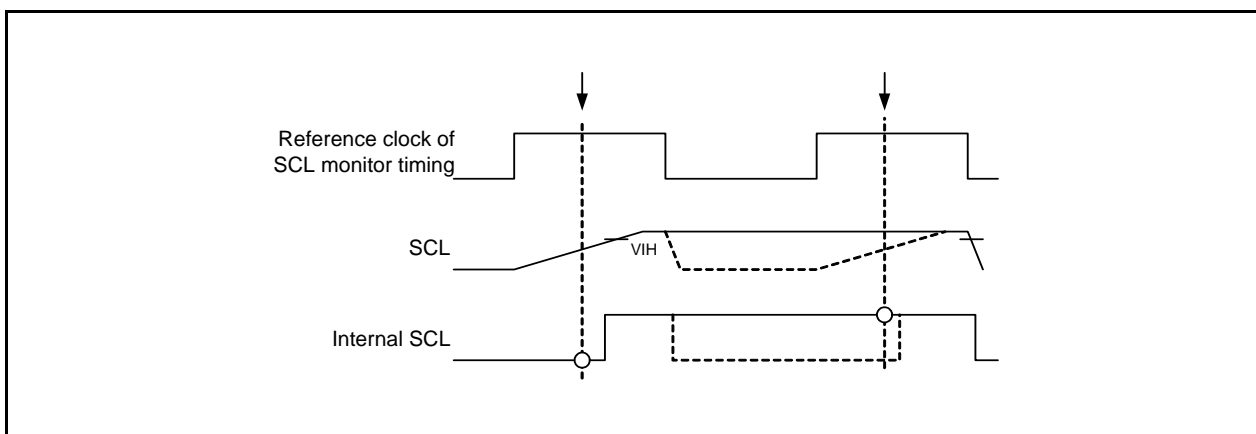 Reference clock of
SCL monitor timing
SCL
VIH
Internal SCL